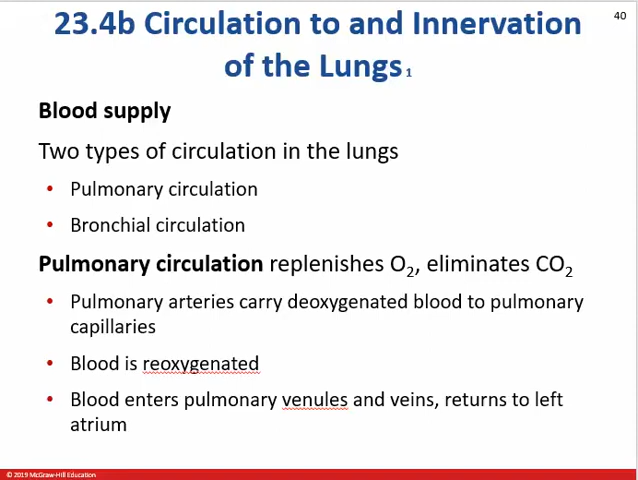 40
23.4b Circulation to and Innervation
of the Lungs 1
Blood supply
Two types of circulation in the lungs
• Pulmonary circulation
• Bronchial circulation
Pulmonary circulation replenishes O₂, eliminates CO₂
• Pulmonary arteries carry deoxygenated blood to pulmonary
capillaries
• Blood is reoxygenated
• Blood enters pulmonary venules and veins, returns to left
atrium
© 2019 McGraw-Hill Education